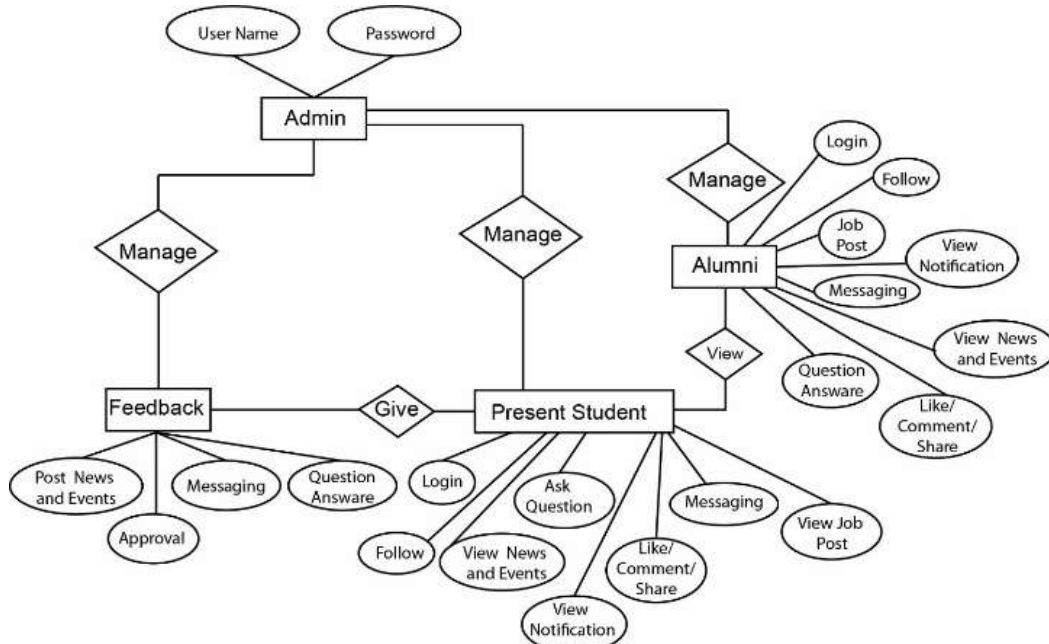 User Name
Password
Admin
Login
Follow
Manage
Job
Post
View
Notification
Manage
Manage
Alumni
Messaging
View News
and Events
View
Question
Answare
Feedback
Give
Present Student
Like/
Comment/
Share
Post News
and Events
Messaging
Question
Answare
Login
Ask
Question
Messaging
View Job
Post
Approval
Follow
View News
and Events
Like/
Comment/
Share
View
Notification